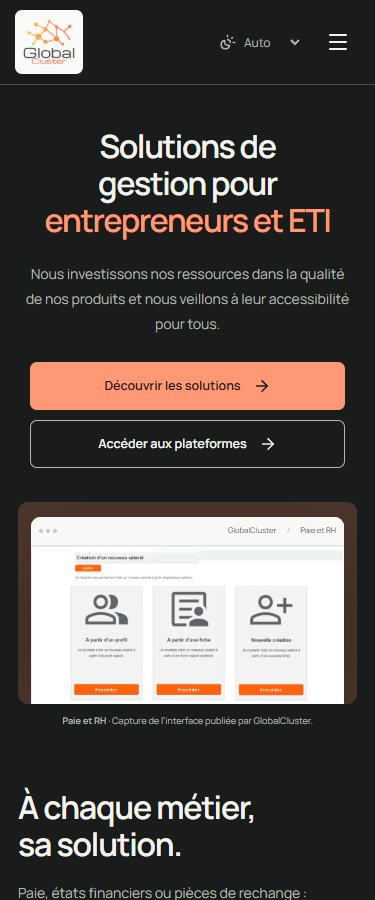 Global
Cluster
Auto
Solutions de
gestion pour
entrepreneurs et ETI
Nous investissons nos ressources dans la qualité
de nos produits et nous veillons à leur accessibilité
pour tous.
Découvrir les solutions
Accéder aux plateformes
GlobalCluster / Paie et RH
Création d'un nouveau salarié
A partir d'un profil
A partir d'une fiche
Nouvelle création
Procéder
Procéder
Procéder
Paie et RH · Capture de l'interface publiée par GlobalCluster.
À chaque métier,
sa solution.
Paie, états financiers ou pièces de rechange :